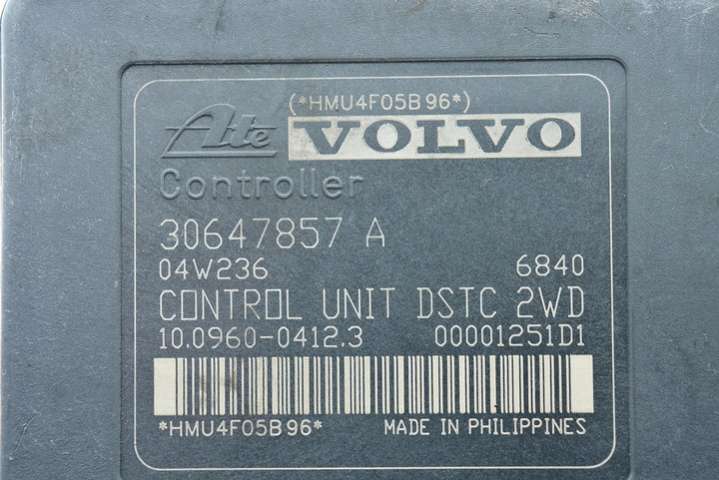 (*HMU4F05B96*)
Ate VOLVO
Controller
30647857 A
04W236 6840
CONTROL UNIT DSTC 2WD
10.0960-0412.3 00001251D1
*HMU4F05B96* MADE IN PHILIPPINES